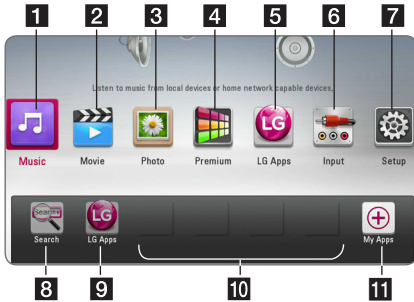 1 2 3 4 5 6 7
Listen to music from local devices or home network capable devices.
LG
Music Movie Photo Premium LG Apps Input Setup
Search LG
Search LG Apps My Apps
8 9 10 11